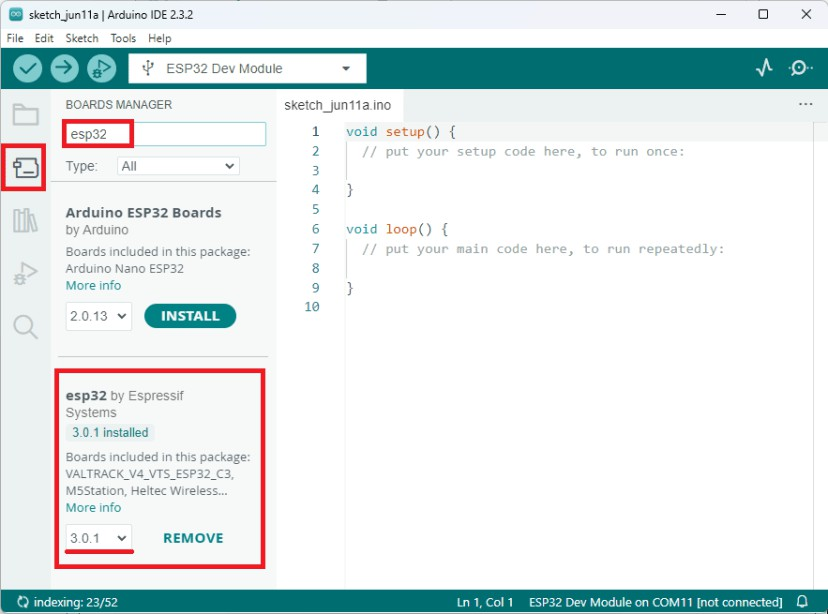 sketch_jun11a | Arduino IDE 2.3.2
File Edit Sketch Tools Help
ESP32 Dev Module
BOARDS MANAGER
esp32
Type: All
Arduino ESP32 Boards
by Arduino
Boards included in this package:
Arduino Nano ESP32
More info
2.0.13 INSTALL
esp32 by Espressif
Systems
3.0.1 installed
Boards included in this package:
VALTRACK_V4_VTS_ESP32_C3,
M5Station, Heltec Wireless...
More info
3.0.1 REMOVE
sketch_jun11a.ino
1 void setup() {
2 // put your setup code here, to run once:
3
4 }
5
6 void loop() {
7 // put your main code here, to run repeatedly:
8
9 }
10
indexing: 23/52 Ln 1, Col 1 ESP32 Dev Module on COM11 [not connected]